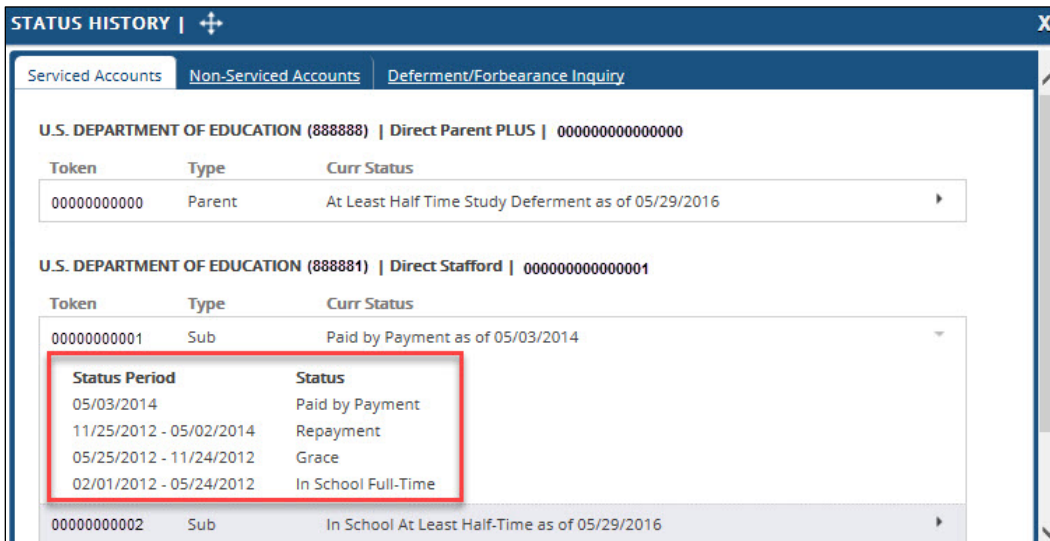 STATUS HISTORY | X
Serviced Accounts Non-Serviced Accounts Deferment/Forbearance Inquiry
U.S. DEPARTMENT OF EDUCATION (888888) | Direct Parent PLUS | 000000000000000
Token Type Curr Status
00000000000 Parent At Least Half Time Study Deferment as of 05/29/2016
U.S. DEPARTMENT OF EDUCATION (888881) | Direct Stafford | 000000000000001
Token Type Curr Status
00000000001 Sub Paid by Payment as of 05/03/2014
Status Period Status
05/03/2014 Paid by Payment
11/25/2012 - 05/02/2014 Repayment
05/25/2012 - 11/24/2012 Grace
02/01/2012 - 05/24/2012 In School Full-Time
00000000002 Sub In School At Least Half-Time as of 05/29/2016